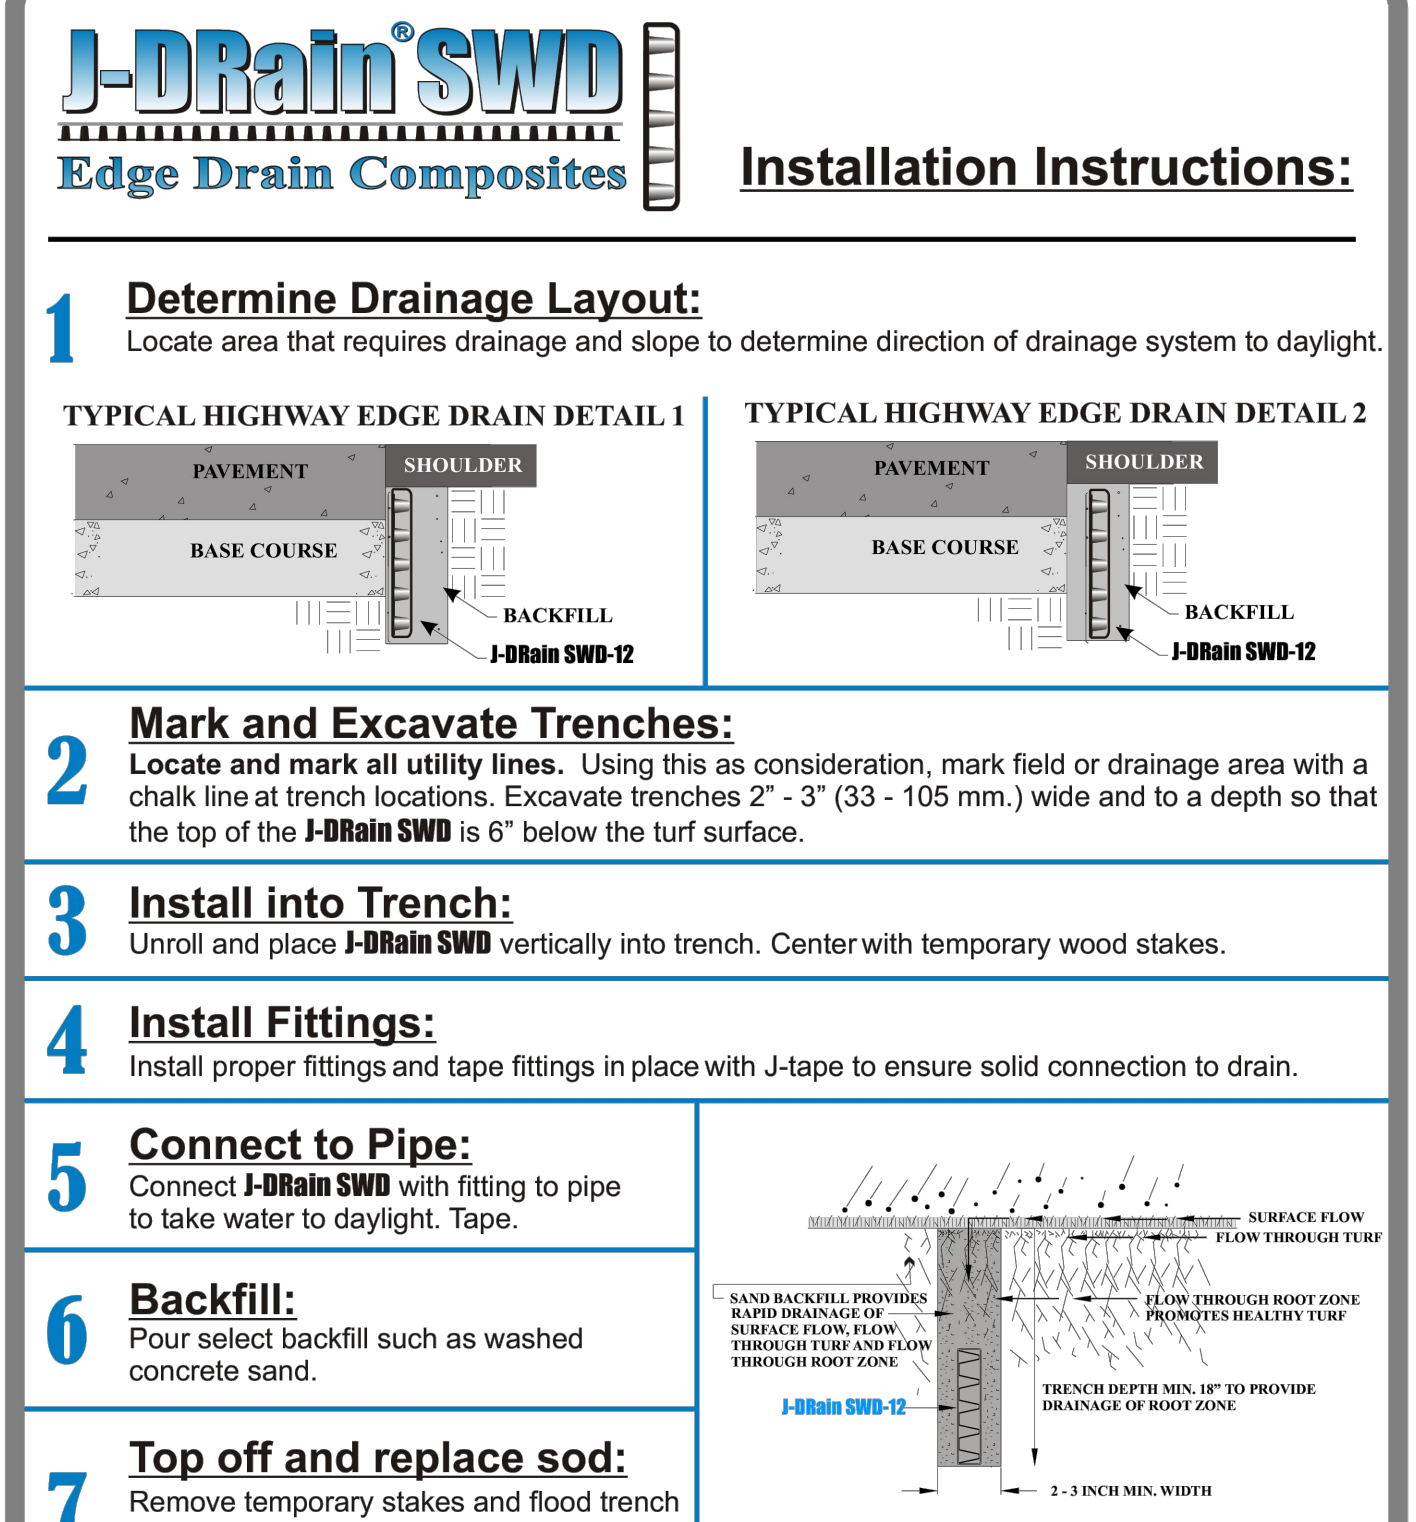 J-DRain® SWD
Edge Drain Composites
Installation Instructions:
1
Determine Drainage Layout:
Locate area that requires drainage and slope to determine direction of drainage system to daylight.
TYPICAL HIGHWAY EDGE DRAIN DETAIL 1
PAVEMENT
SHOULDER
BASE COURSE
BACKFILL
J-DRain SWD-12
TYPICAL HIGHWAY EDGE DRAIN DETAIL 2
PAVEMENT
SHOULDER
BASE COURSE
BACKFILL
J-DRain SWD-12
2
Mark and Excavate Trenches:
Locate and mark all utility lines. Using this as consideration, mark field or drainage area with a
chalk line at trench locations. Excavate trenches 2” - 3” (33 - 105 mm.) wide and to a depth so that
the top of the J-DRain SWD is 6” below the turf surface.
3
Install into Trench:
Unroll and place J-DRain SWD vertically into trench. Center with temporary wood stakes.
4
Install Fittings:
Install proper fittings and tape fittings in place with J-tape to ensure solid connection to drain.
5
Connect to Pipe:
Connect J-DRain SWD with fitting to pipe
to take water to daylight. Tape.
6
Backfill:
Pour select backfill such as washed
concrete sand.
7
Top off and replace sod:
Remove temporary stakes and flood trench
SURFACE FLOW
FLOW THROUGH TURF
SAND BACKFILL PROVIDES
RAPID DRAINAGE OF
SURFACE FLOW, FLOW
THROUGH TURF AND FLOW
THROUGH ROOT ZONE
FLOW THROUGH ROOT ZONE
PROMOTES HEALTHY TURF
J-DRain SWD-12
TRENCH DEPTH MIN. 18” TO PROVIDE
DRAINAGE OF ROOT ZONE
2 - 3 INCH MIN. WIDTH